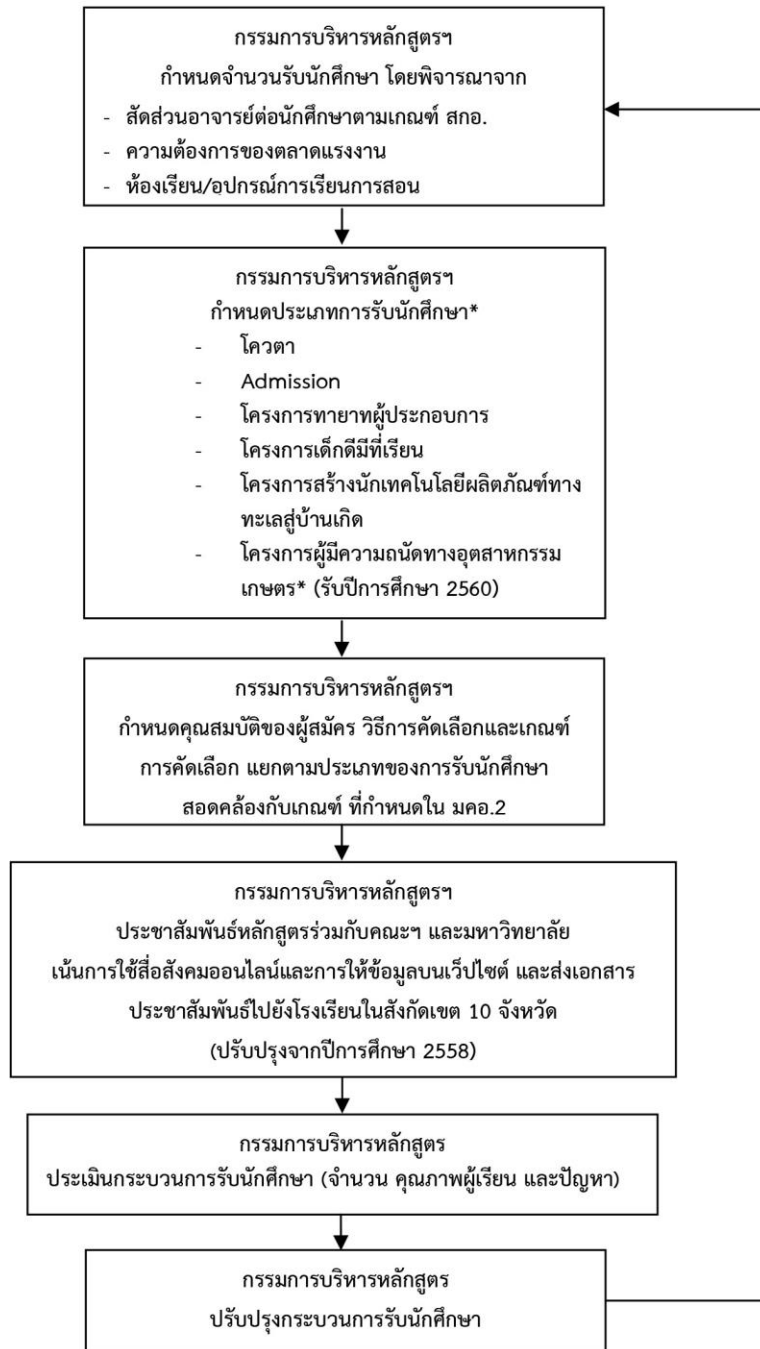 กรรมการบริหารหลักสูตรฯ
กำหนดจำนวนรับนักศึกษา โดยพิจารณาจาก
- สัดส่วนอาจารย์ต่อนักศึกษาตามเกณฑ์ สกอ.
- ความต้องการของตลาดแรงงาน
- ห้องเรียน/อุปกรณ์การเรียนการสอน
กรรมการบริหารหลักสูตรฯ
กำหนดประเภทการรับนักศึกษา*
- โควตา
- Admission
- โครงการทายาทผู้ประกอบการ
- โครงการเด็กดีมีที่เรียน
- โครงการสร้างนักเทคโนโลยีผลิตภัณฑ์ทาง
ทะเลสู่บ้านเกิด
- โครงการผู้มีความถนัดทางอุตสาหกรรม
เกษตร* (รับปีการศึกษา 2560)
กรรมการบริหารหลักสูตรฯ
กำหนดคุณสมบัติของผู้สมัคร วิธีการคัดเลือกและเกณฑ์
การคัดเลือก แยกตามประเภทของการรับนักศึกษา
สอดคล้องกับเกณฑ์ ที่กำหนดใน มคอ.2
กรรมการบริหารหลักสูตรฯ
ประชาสัมพันธ์หลักสูตรร่วมกับคณะฯ และมหาวิทยาลัย
เน้นการใช้สื่อสังคมออนไลน์และการให้ข้อมูลบนเว็ปไซต์ และส่งเอกสาร
ประชาสัมพันธ์ไปยังโรงเรียนในสังกัดเขต 10 จังหวัด
(ปรับปรุงจากปีการศึกษา 2558)
กรรมการบริหารหลักสูตร
ประเมินกระบวนการรับนักศึกษา (จำนวน คุณภาพผู้เรียน และปัญหา)
กรรมการบริหารหลักสูตร
ปรับปรุงกระบวนการรับนักศึกษา